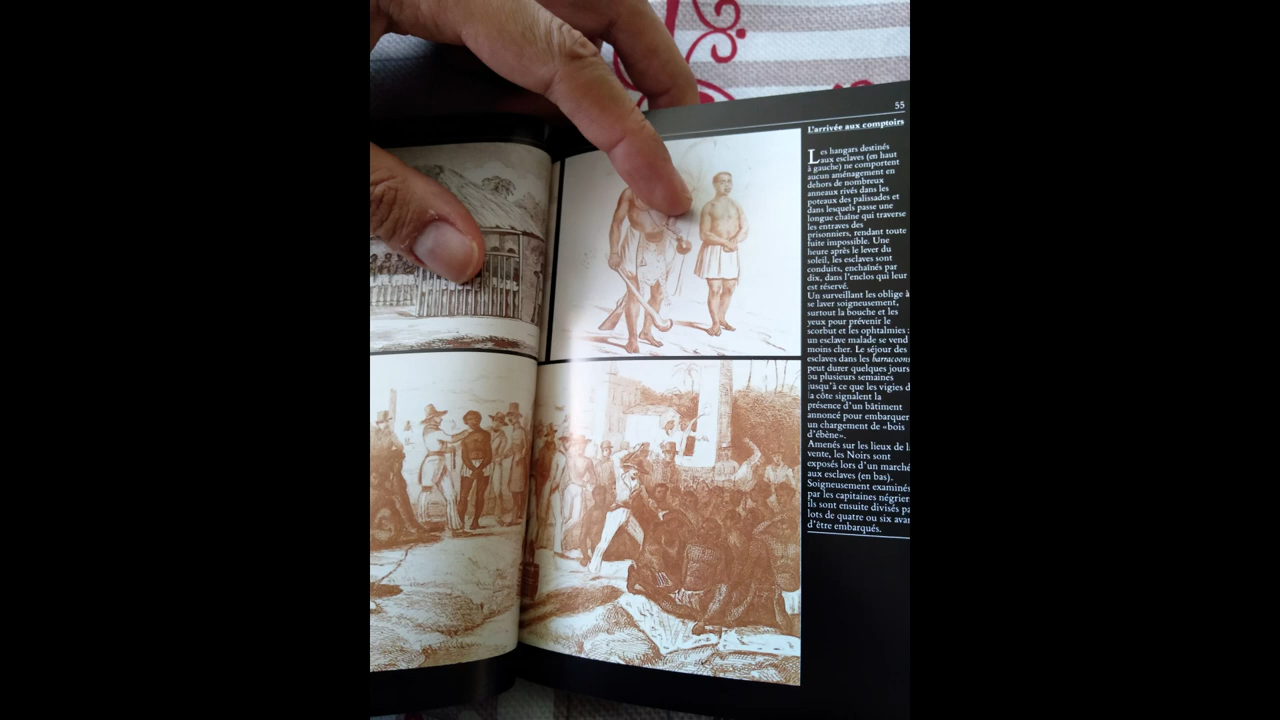 55
L'arrivée aux comptoirs
Les hangars destinés
aux esclaves (en haut
à gauche) ne comportent
aucun aménagement en
dehors de nombreux
anneaux rivés dans les
poteaux des palissades et
dans lesquels passe une
longue chaîne qui traverse
les entraves des
prisonniers, rendant toute
fuite impossible. Une
heure après le lever du
soleil, les esclaves sont
conduits, enchaînés par
dix, dans l'enclos qui leur
est réservé.
Un surveillant les oblige à
se laver soigneusement,
surtout la bouche et les
yeux pour prévenir le
scorbut et les ophtalmies :
un esclave malade se vend
moins cher. Le séjour des
esclaves dans les barracoons
peut durer quelques jours
ou plusieurs semaines
jusqu'à ce que les vigies d
la côte signalent la
présence d'un bâtiment
annoncé pour embarquer
un chargement de «bois
d'ébène».
Amenés sur les lieux de la
vente, les Noirs sont
exposés lors d'un marché
aux esclaves (en bas).
Soigneusement examinés
par les capitaines négrier
ils sont ensuite divisés pa
lots de quatre ou six avan
d'être embarqués.